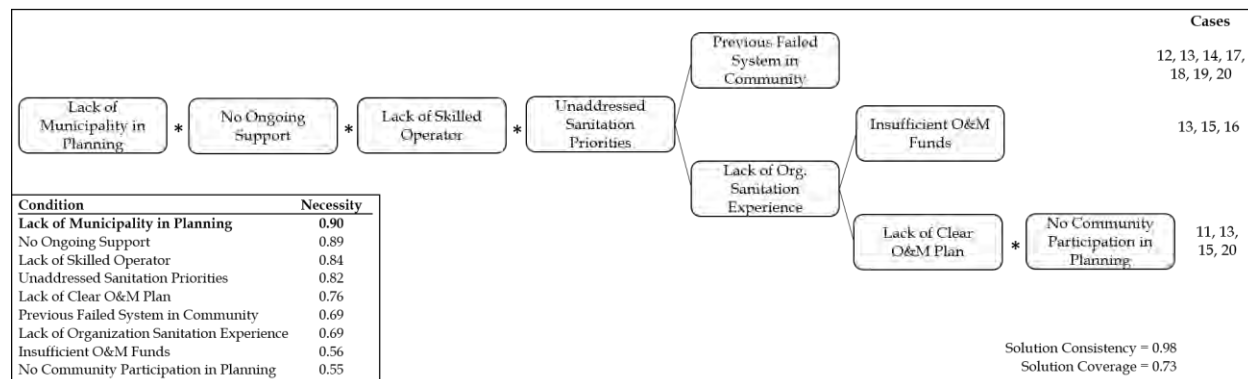 Cases
Previous Failed
System in
Community
12, 13, 14, 17,
18, 19, 20
Lack of
Municipality in
Planning
*
No Ongoing
Support
*
Lack of Skilled
Operator
*
Unaddressed
Sanitation
Priorities
Insufficient O&M
Funds
13, 15, 16
Lack of Org.
Sanitation
Experience
Lack of Clear
O&M Plan
*
No Community
Participation in
Planning
11, 13,
15, 20
Condition Necessity
Lack of Municipality in Planning 0.90
No Ongoing Support 0.89
Lack of Skilled Operator 0.84
Unaddressed Sanitation Priorities 0.82
Lack of Clear O&M Plan 0.76
Previous Failed System in Community 0.69
Lack of Organization Sanitation Experience 0.69
Insufficient O&M Funds 0.56
No Community Participation in Planning 0.55
Solution Consistency = 0.98
Solution Coverage = 0.73